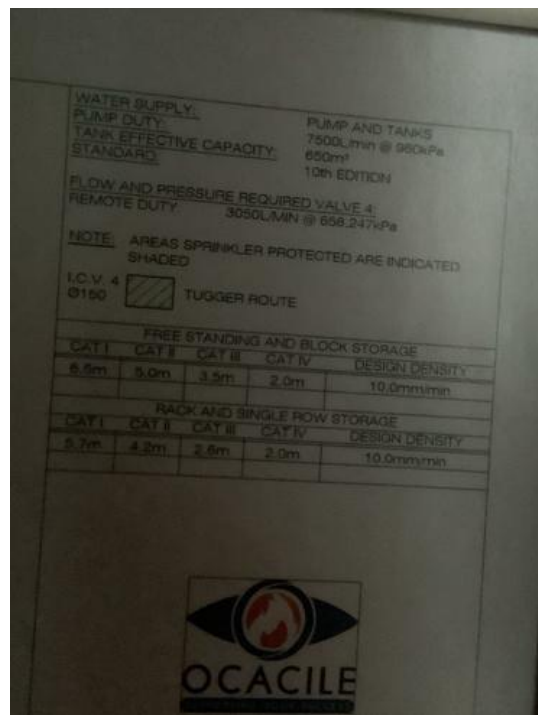 WATER SUPPLY: PUMP AND TANKS
PUMP DUTY: 7500L/min @ 980kPa
TANK EFFECTIVE CAPACITY: 650m³
STANDARD: 10th EDITION
FLOW AND PRESSURE REQUIRED VALVE 4:
REMOTE DUTY 3050L/MIN @ 658.247kPa
NOTE: AREAS SPRINKLER PROTECTED ARE INDICATED
SHADED
I.C.V. 4
Ø150 TUGGER ROUTE
FREE STANDING AND BLOCK STORAGE
CAT I CAT II CAT III CAT IV DESIGN DENSITY
6.5m 5.0m 3.5m 2.0m 10.0mm/min
RACK AND SINGLE ROW STORAGE
CAT I CAT II CAT III CAT IV DESIGN DENSITY
5.7m 4.2m 2.6m 2.0m 10.0mm/min
OCACILE